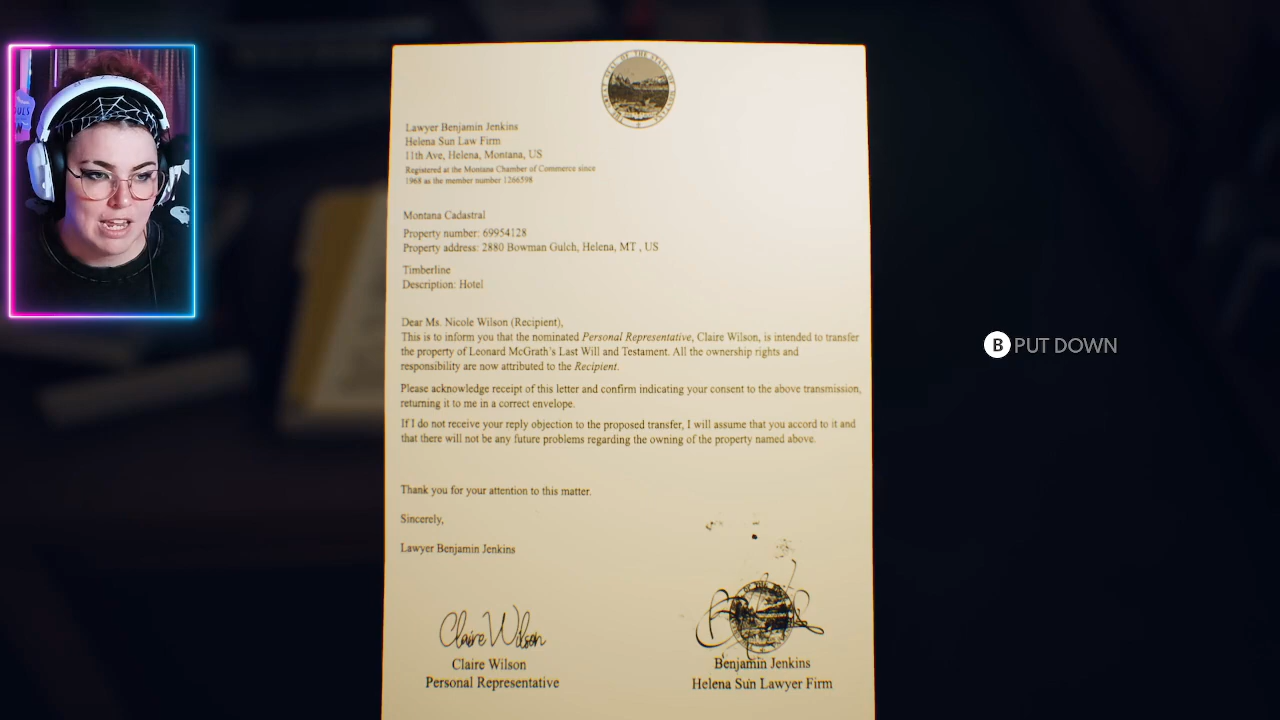 THE GREAT SEAL OF THE STATE OF MONTANA
Lawyer Benjamin Jenkins
Helena Sun Law Firm
11th Ave, Helena, Montana, US
Registered at the Montana Chamber of Commerce since
1968 as the member number 1266598
Montana Cadastral
Property number: 69954128
Property address: 2880 Bowman Gulch, Helena, MT , US
Timberline
Description: Hotel
Dear Ms. Nicole Wilson (Recipient),
This is to inform you that the nominated Personal Representative, Claire Wilson, is intended to transfer
the property of Leonard McGrath's Last Will and Testament. All the ownership rights and
responsibility are now attributed to the Recipient.
Please acknowledge receipt of this letter and confirm indicating your consent to the above transmission,
returning it to me in a correct envelope.
If I do not receive your reply objection to the proposed transfer, I will assume that you accord to it and
that there will not be any future problems regarding the owning of the property named above.
Thank you for your attention to this matter.
Sincerely,
Lawyer Benjamin Jenkins
Claire Wilson
Claire Wilson
Personal Representative
Benjamin Jenkins
Helena Sun Lawyer Firm
B PUT DOWN